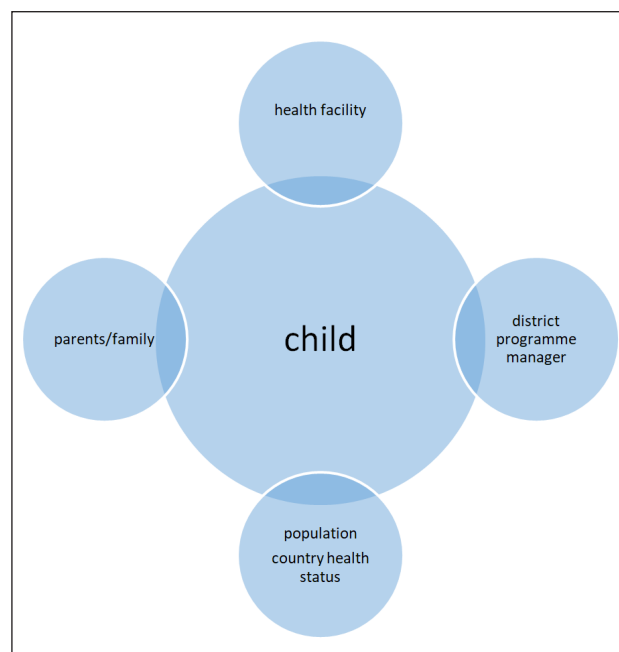 health facility
parents/family
child
district
programme
manager
population
country health
status